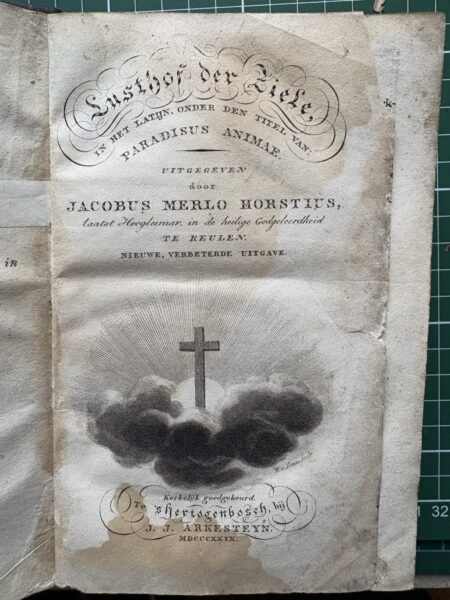 Lusthof der Ziele,
IN HET LATIJN, ONDER DEN TITEL VAN:
PARADISUS ANIMAE.
UITGEGEVEN
door
JACOBUS MERLO HORSTIUS,
laatst Hoogleeraar, in de heilige Godgeleerdheid
TE KEULEN.
NIEUWE, VERBETERDE UITGAVE.
in
Kerkelijk goedgekeurd.
Te 'shertogenbosch, bij
J. J. ARKESTEYN.
MDCCCXXIX.
32